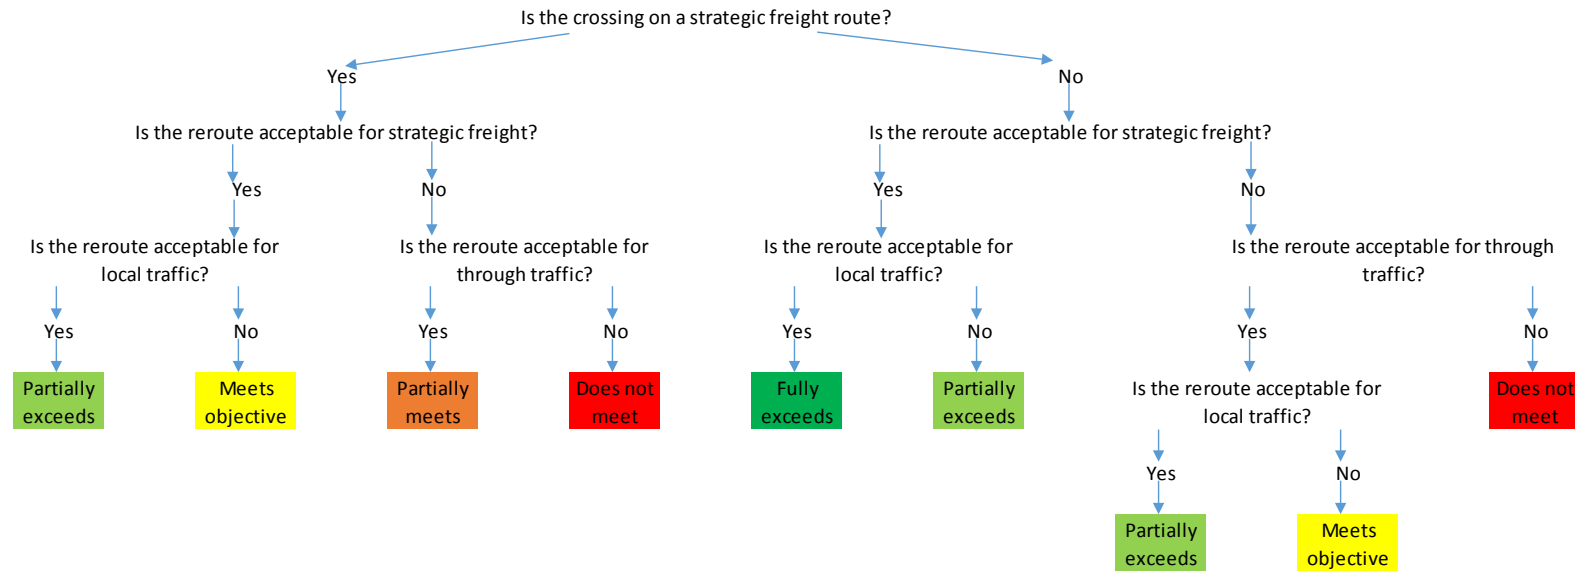 Is the crossing on a strategic freight route?
Yes
No
Is the reroute acceptable for strategic freight?
Is the reroute acceptable for strategic freight?
Yes
No
Yes
No
Is the reroute acceptable for
local traffic?
Is the reroute acceptable for
through traffic?
Is the reroute acceptable for
local traffic?
Is the reroute acceptable for through
traffic?
Yes
No
Yes
No
Yes
No
Yes
No
Partially
exceeds
Meets
objective
Partially
meets
Does not
meet
Fully
exceeds
Partially
exceeds
Is the reroute acceptable for
local traffic?
Does not
meet
Yes
No
Partially
exceeds
Meets
objective